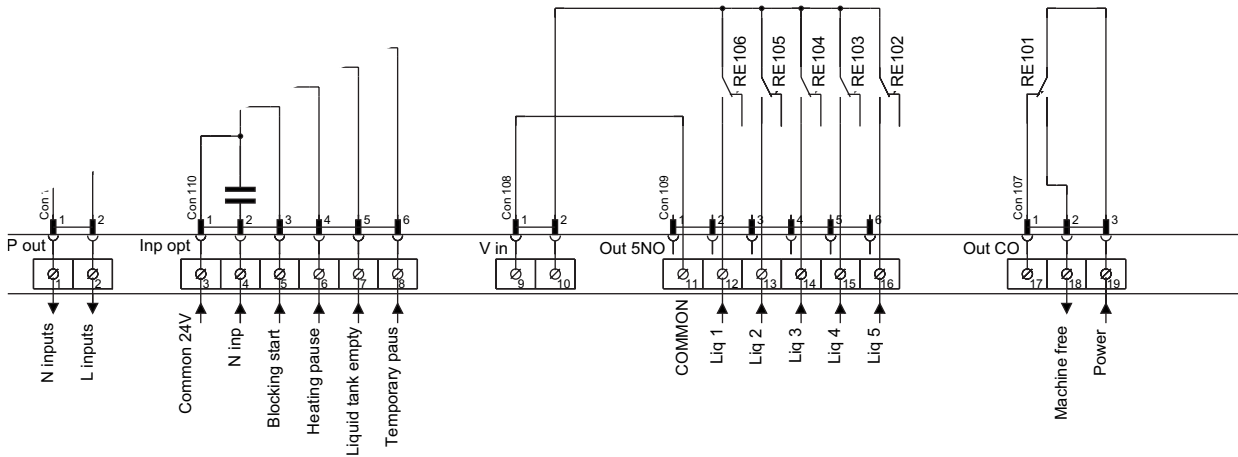 RE106
RE105
RE104
RE103
RE102
RE101
Con 1
1
2
Con 110
1
2
3
4
5
6
Con 108
1
2
Con 109
1
2
3
4
5
6
Con 107
1
2
3
P out
Inp opt
V in
Out 5NO
Out CO
1
2
3
4
5
6
7
8
9
10
11
12
13
14
15
16
17
18
19
N inputs
L inputs
Common 24V
N inp
Blocking start
Heating pause
Liquid tank empty
Temporary paus
COMMON
Liq 1
Liq 2
Liq 3
Liq 4
Liq 5
Machine free
Power